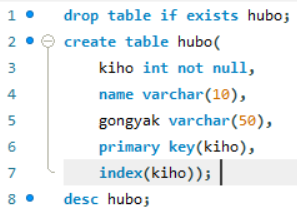 1 drop table if exists hubo;
2 create table hubo(
3 kiho int not null,
4 name varchar(10),
5 gongyak varchar(50),
6 primary key(kiho),
7 index(kiho));
8 desc hubo;